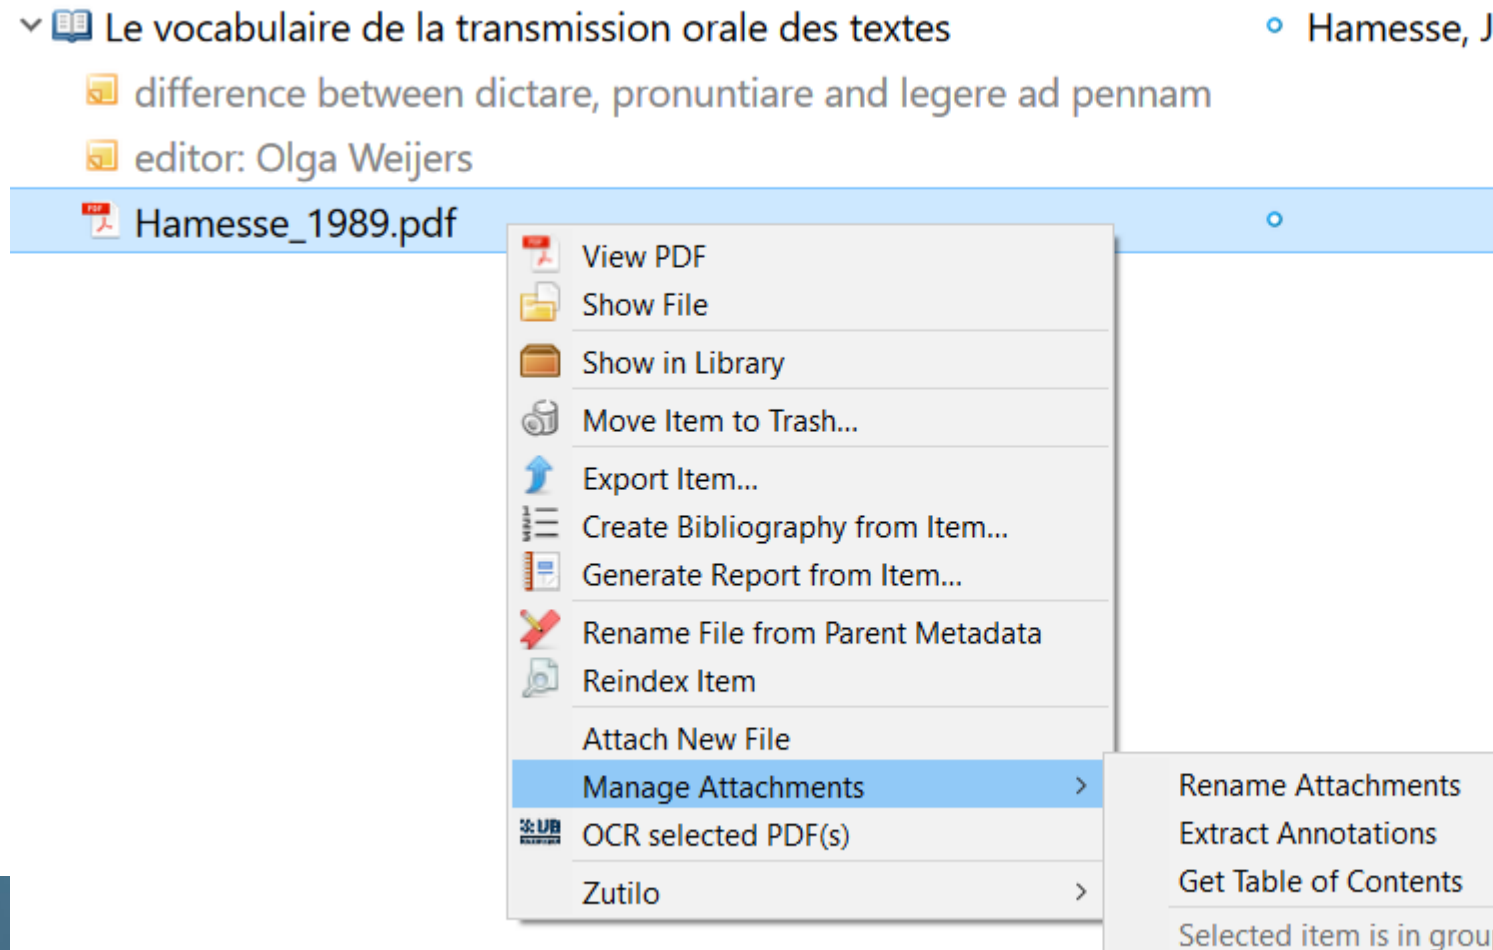 Le vocabulaire de la transmission orale des textes Hamesse, J
difference between dictare, pronuntiare and legere ad pennam
editor: Olga Weijers
Hamesse_1989.pdf
View PDF
Show File
Show in Library
Move Item to Trash...
Export Item...
Create Bibliography from Item...
Generate Report from Item...
Rename File from Parent Metadata
Reindex Item
Attach New File
Manage Attachments
OCR selected PDF(s)
Zutilo
Rename Attachments
Extract Annotations
Get Table of Contents
Selected item is in grou